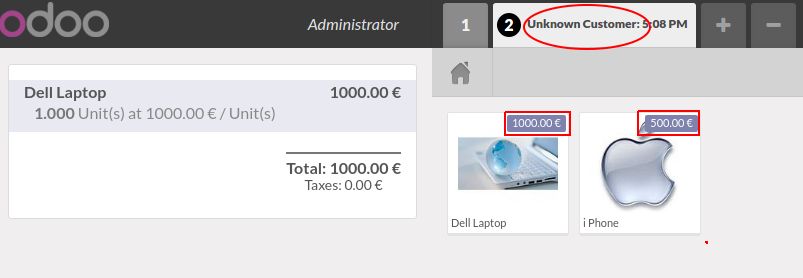 odoo
Administrator
1
2 Unknown Customer: 5:08 PM
+ −
Dell Laptop 1000.00 €
1.000 Unit(s) at 1000.00 € / Unit(s)
Total: 1000.00 €
Taxes: 0.00 €
1000.00 €
Dell Laptop
500.00 €
i Phone